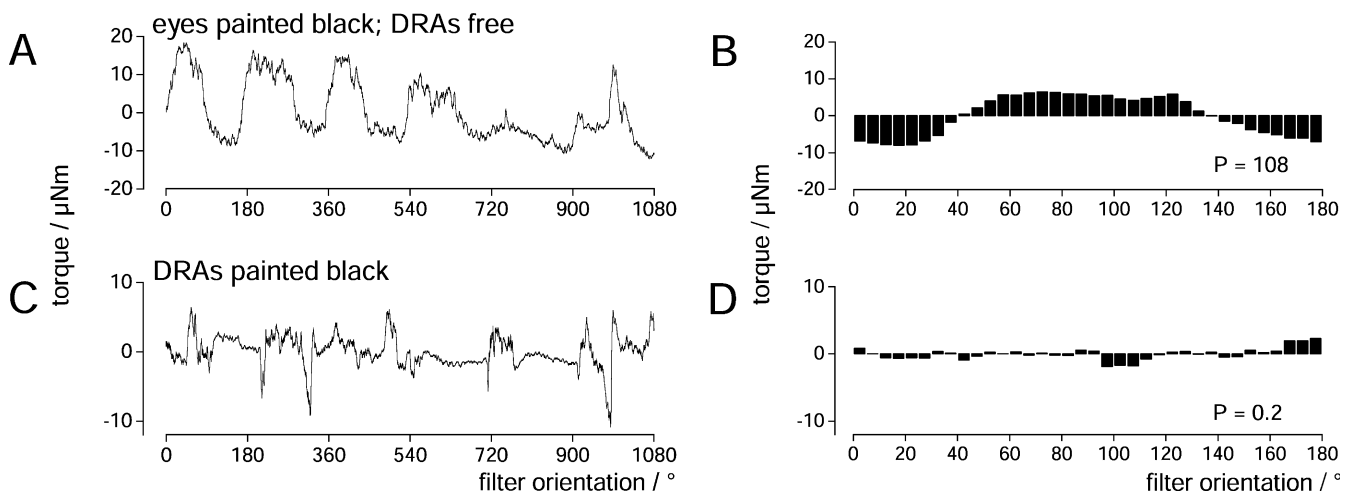 A
eyes painted black; DRAs free
20
10
0
-10
-20
0 180 360 540 720 900 1080
B
20
10
0
-10
-20
P = 108
0 20 40 60 80 100 120 140 160 180
torque / µNm
torque / µNm
C
DRAs painted black
10
0
-10
0 180 360 540 720 900 1080
filter orientation / °
D
10
0
-10
P = 0.2
0 20 40 60 80 100 120 140 160 180
filter orientation / °